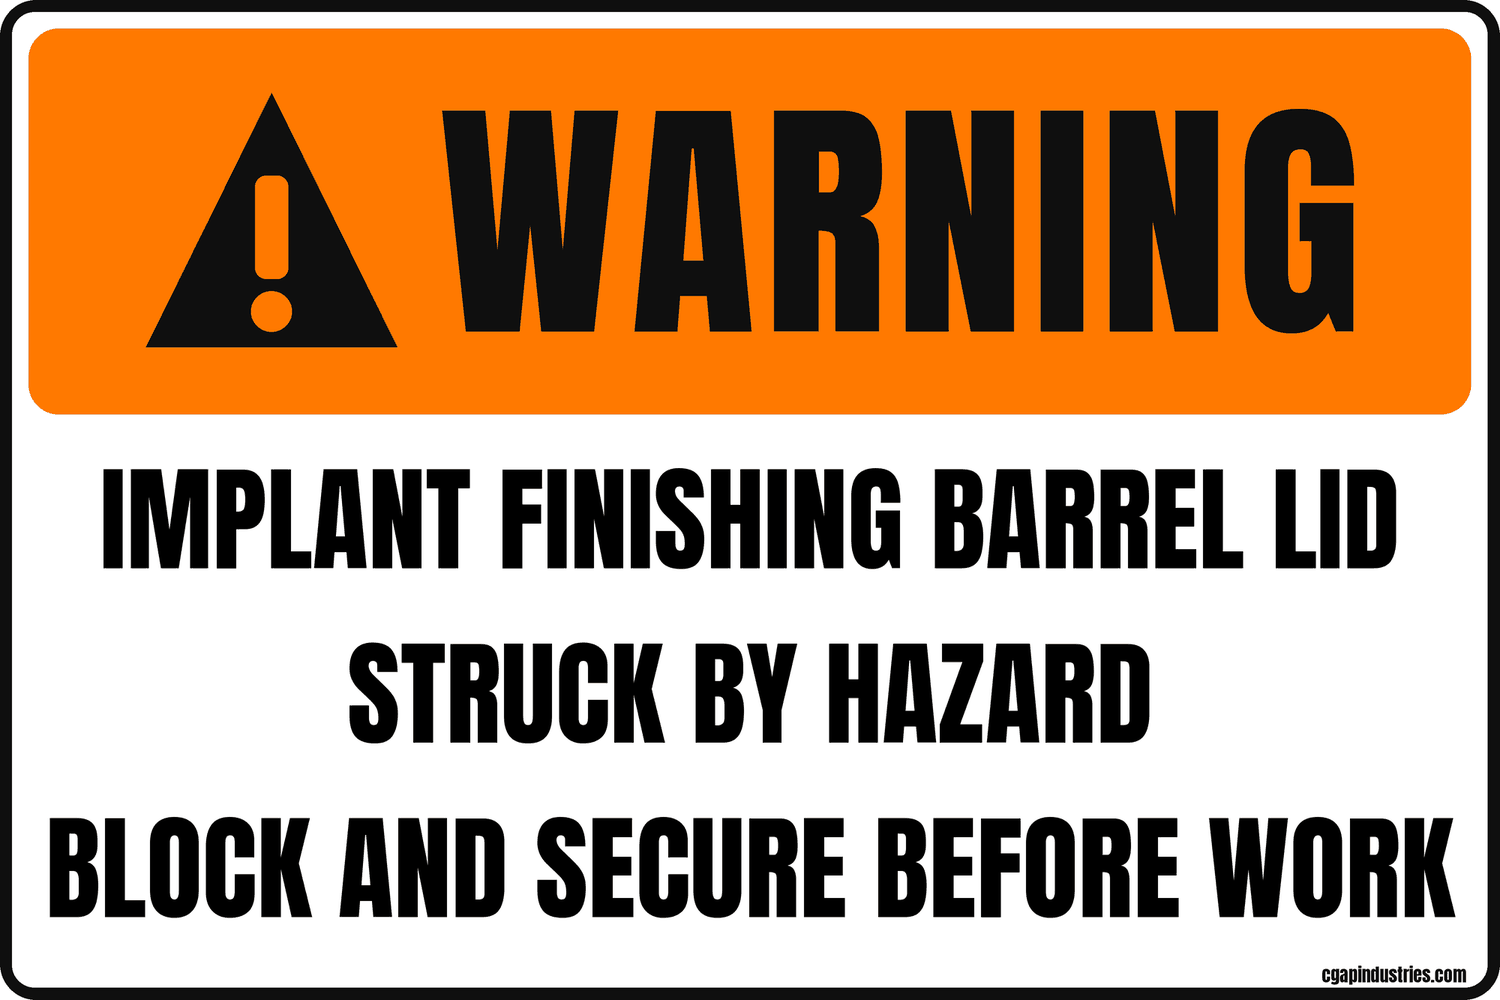 WARNING
IMPLANT FINISHING BARREL LID
STRUCK BY HAZARD
BLOCK AND SECURE BEFORE WORK
cgapindustries.com